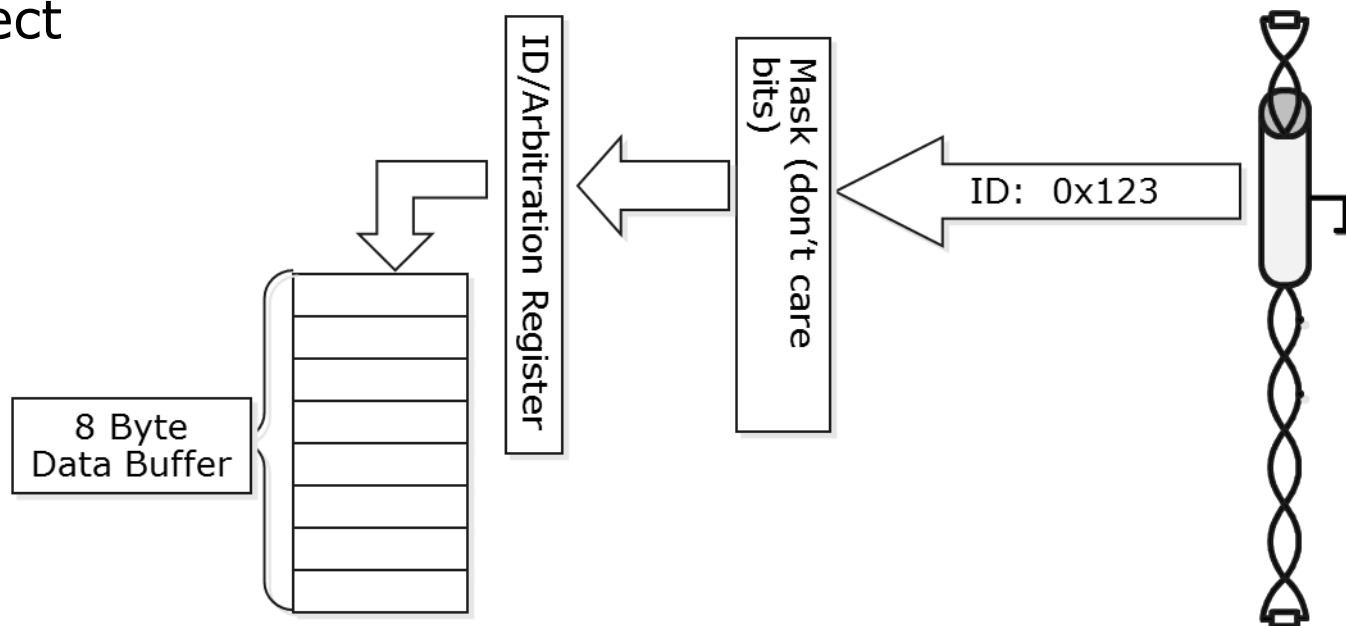 ect
ID/Arbitration Register
Mask (don't care
bits)
ID: 0x123
8 Byte
Data Buffer